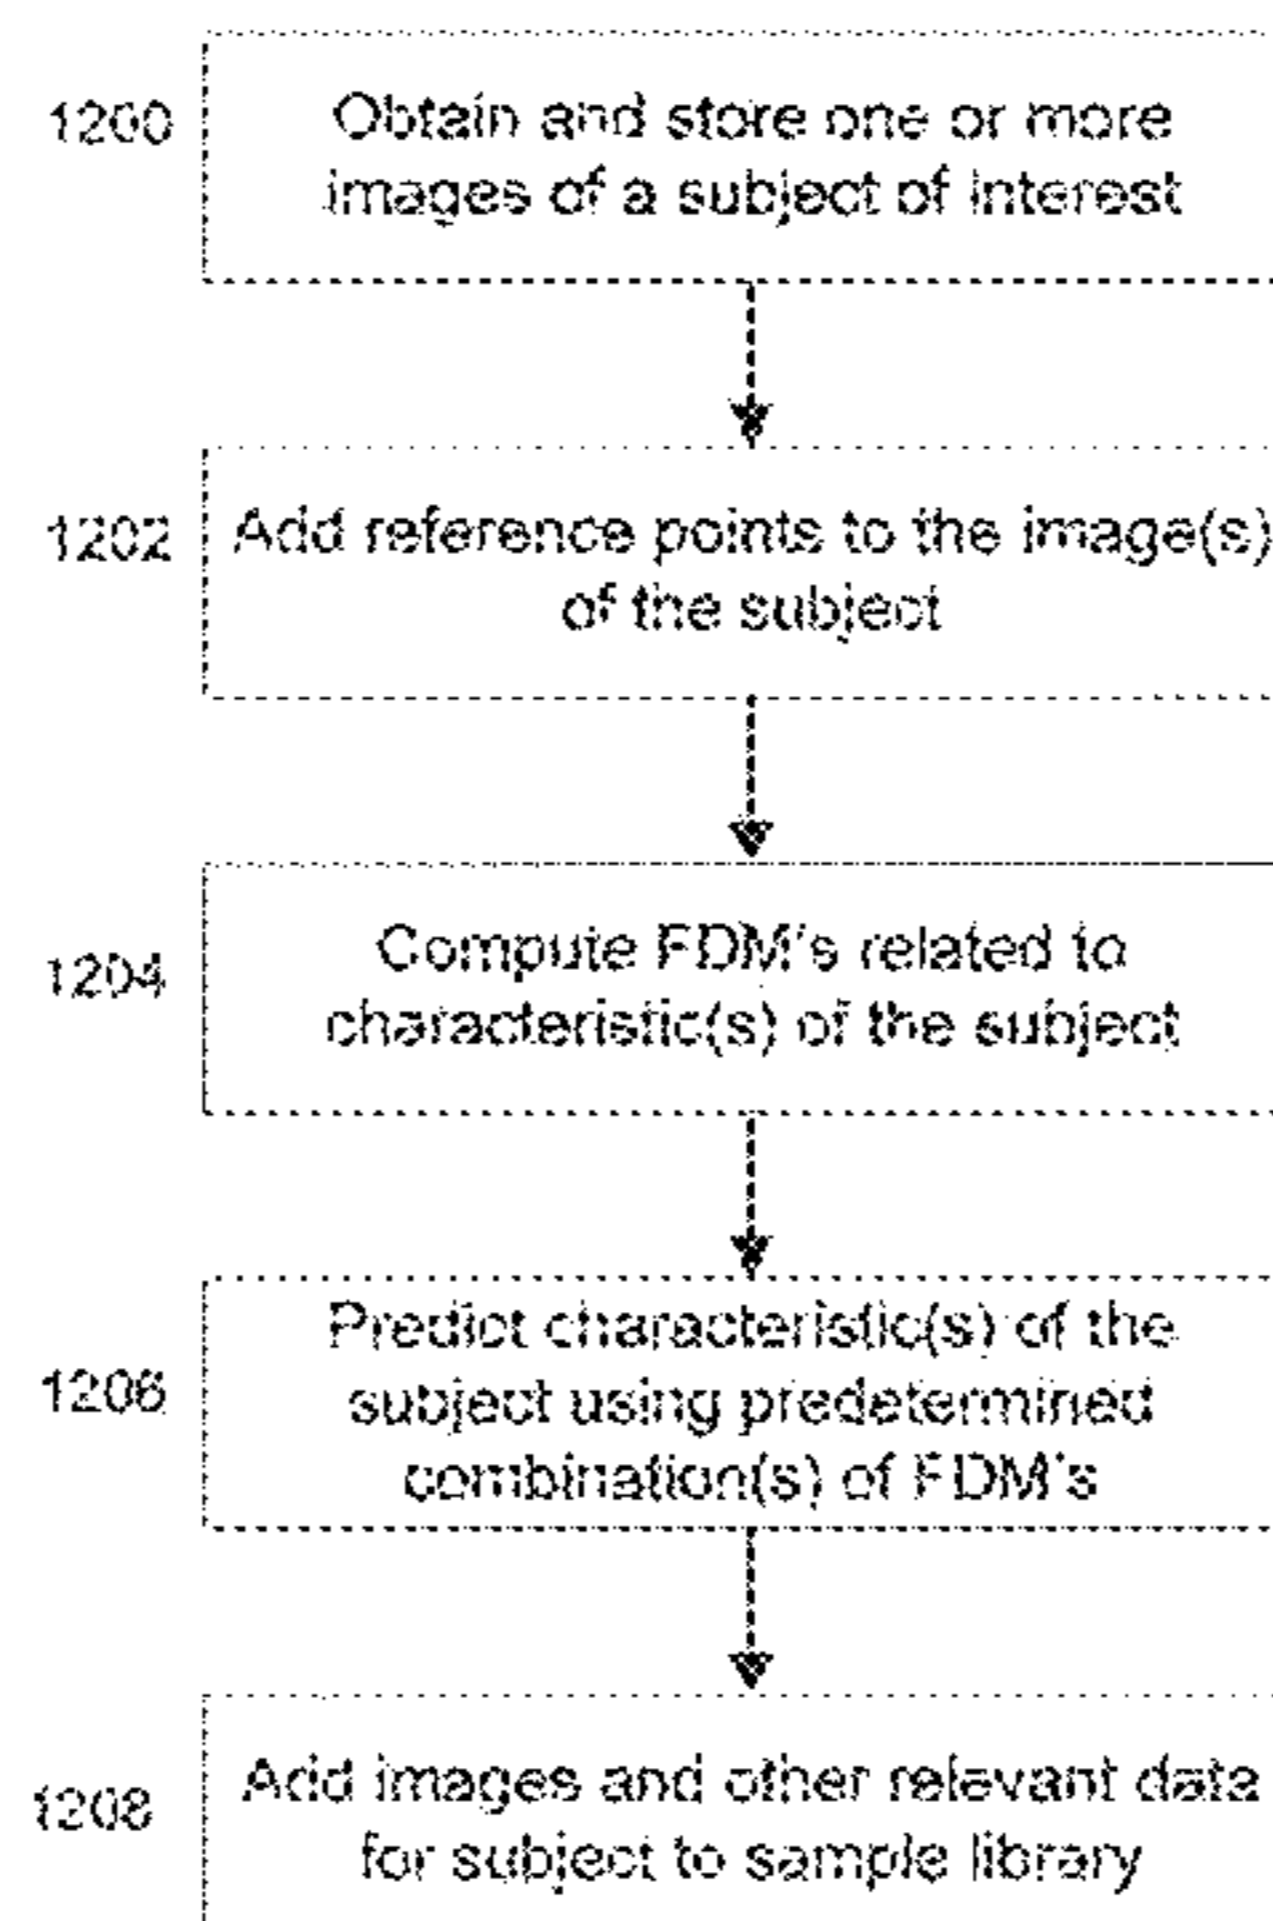 1200
Obtain and store one or more
images of a subject of interest
1202
Add reference points to the image(s)
of the subject
1204
Compute FDM's related to
characteristic(s) of the subject
1206
Predict characteristic(s) of the
subject using predetermined
combination(s) of FDM's
1208
Add images and other relevant data
for subject to sample library